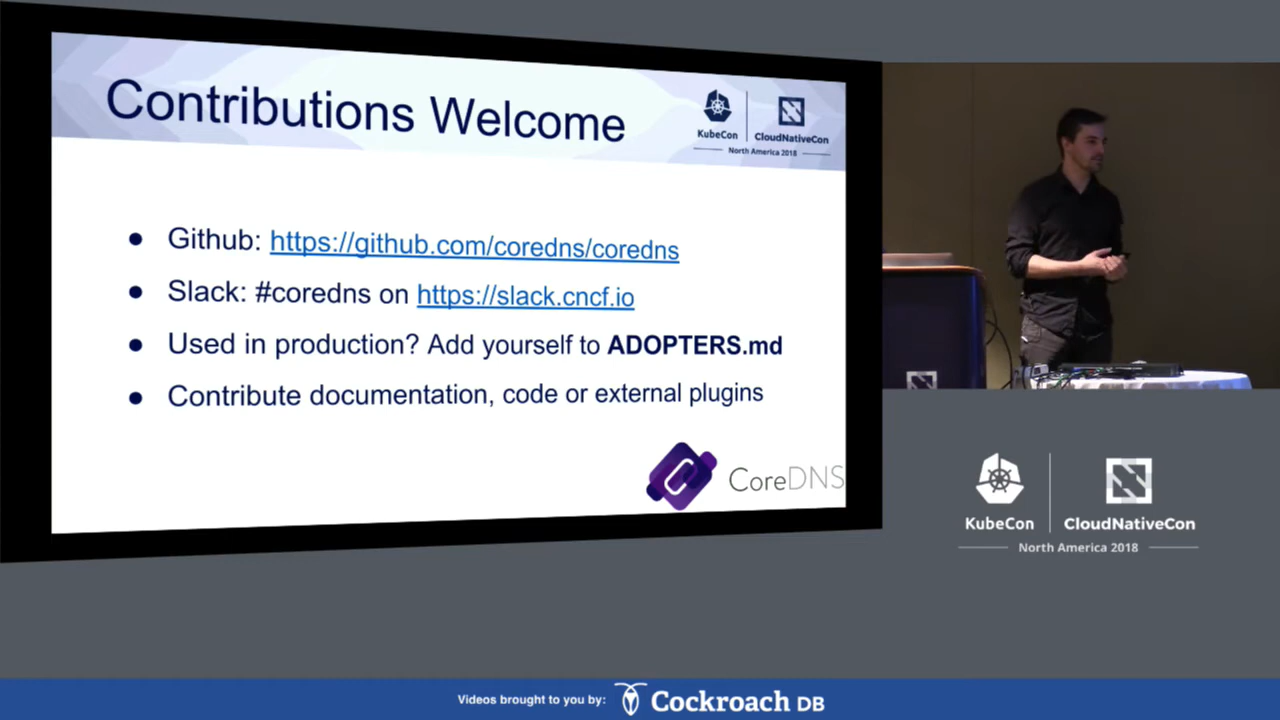 Contributions Welcome
KubeCon
CloudNativeCon
North America 2018
Github: https://github.com/coredns/coredns
Slack: #coredns on https://slack.cncf.io
Used in production? Add yourself to ADOPTERS.md
Contribute documentation, code or external plugins
CoreDNS
KubeCon
CloudNativeCon
North America 2018
Videos brought to you by: Cockroach DB